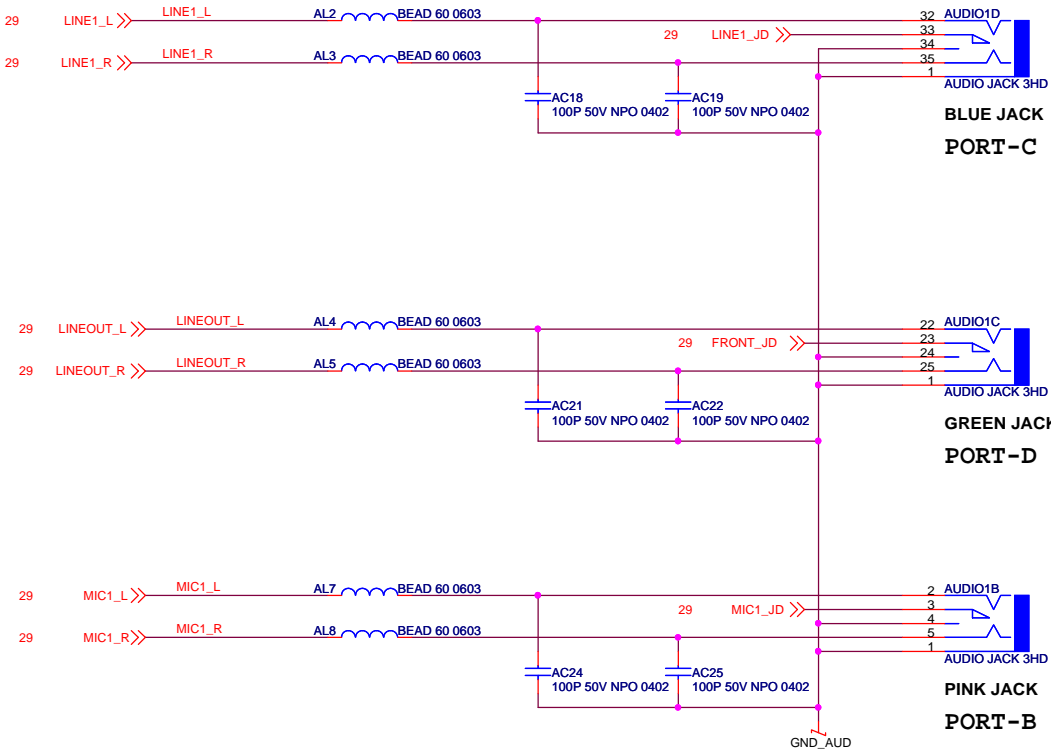 29 LINE1_L LINE1_L AL2 BEAD 60 0603 32 AUDIO1D
29 LINE1_JD 33
34
29 LINE1_R LINE1_R AL3 BEAD 60 0603 35
1
AUDIO JACK 3HD
AC18 AC19
100P 50V NPO 0402 100P 50V NPO 0402
BLUE JACK
PORT-C
29 LINEOUT_L LINEOUT_L AL4 BEAD 60 0603 22 AUDIO1C
29 FRONT_JD 23
24
29 LINEOUT_R LINEOUT_R AL5 BEAD 60 0603 25
1
AUDIO JACK 3HD
AC21 AC22
100P 50V NPO 0402 100P 50V NPO 0402
GREEN JACK
PORT-D
29 MIC1_L MIC1_L AL7 BEAD 60 0603 2 AUDIO1B
29 MIC1_JD 3
4
29 MIC1_R MIC1_R AL8 BEAD 60 0603 5
1
AUDIO JACK 3HD
AC24 AC25
100P 50V NPO 0402 100P 50V NPO 0402
PINK JACK
PORT-B
GND_AUD